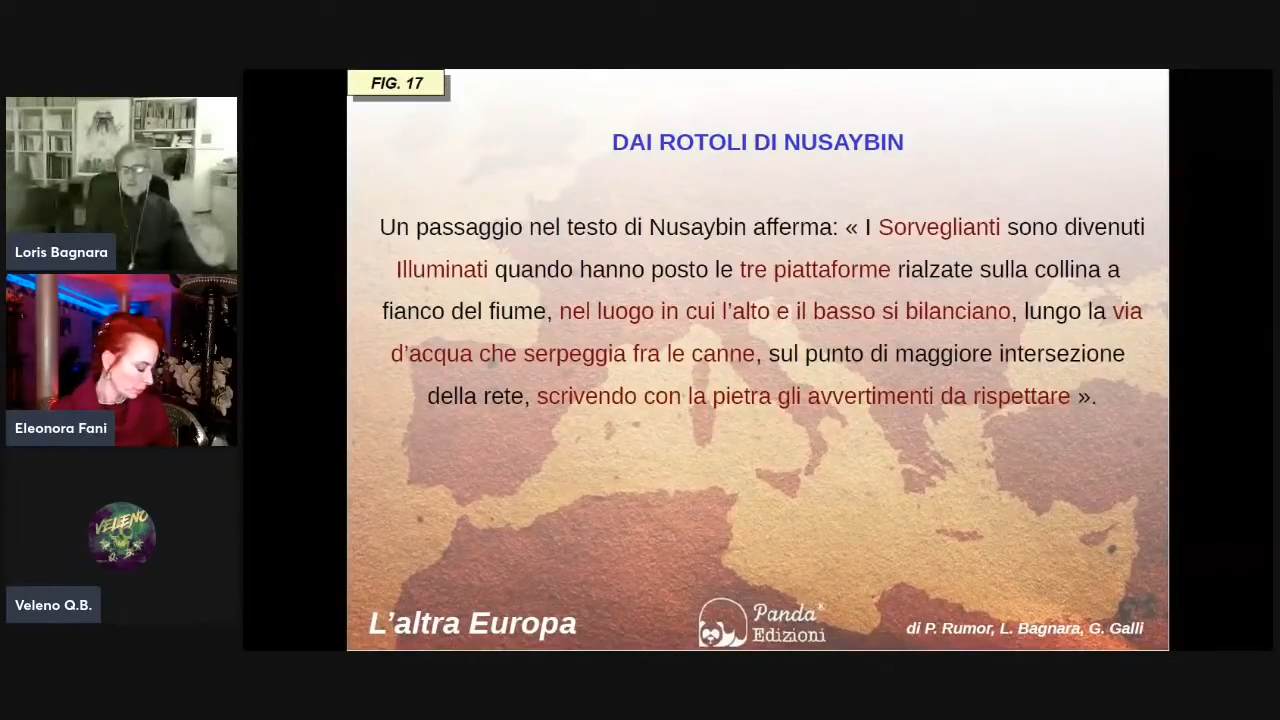 FIG. 17
DAI ROTOLI DI NUSAYBIN
Un passaggio nel testo di Nusaybin afferma: « I Sorveglianti sono divenuti
Illuminati quando hanno posto le tre piattaforme rialzate sulla collina a
fianco del fiume, nel luogo in cui l’alto e il basso si bilanciano, lungo la via
d’acqua che serpeggia fra le canne, sul punto di maggiore intersezione
della rete, scrivendo con la pietra gli avvertimenti da rispettare ».
L’altra Europa
Panda
Edizioni
di P. Rumor, L. Bagnara, G. Galli
Loris Bagnara
Eleonora Fani
VELENO
Q. B.
Veleno Q.B.